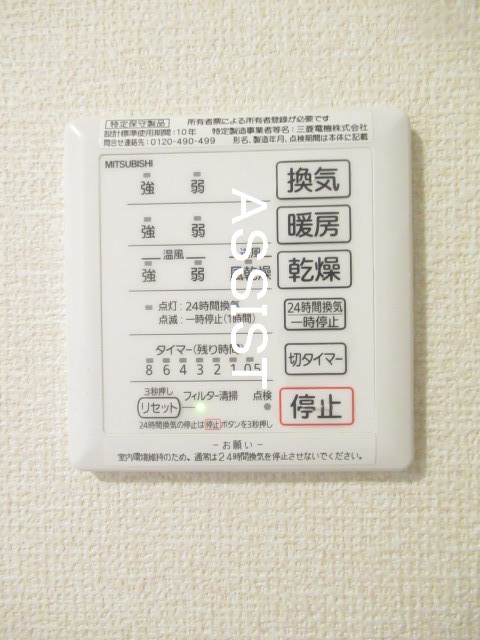 特定保守製品 所有者票による所有者登録が必要です
設計標準使用期間:10年 特定製造事業者等名:三菱電機株式会社
問合せ連絡先:0120-490-499 形名、製造年月、点検期間は本体に記載
MITSUBISHI
強 弱 換気
強 弱 暖房
温風 涼風
強 弱 風乾燥 乾燥
点灯:24時間換気
点滅:一時停止(1時間)
24時間換気
一時停止
タイマー(残り時間)
8 6 4 3 2 1 0.5
切タイマー
3秒押し
リセット フィルター清掃 点検
停止
24時間換気の停止は停止ボタンを3秒押し
-お願い-
室内環境維持のため、通常は24時間換気を停止させないでください。
ASSIST